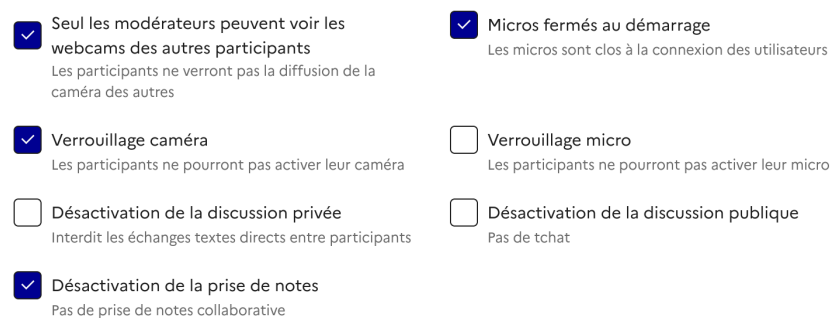 Seul les modérateurs peuvent voir les
webcams des autres participants
Les participants ne verront pas la diffusion de la
caméra des autres
Micros fermés au démarrage
Les micros sont clos à la connexion des utilisateurs
Verrouillage caméra
Les participants ne pourront pas activer leur caméra
Verrouillage micro
Les participants ne pourront pas activer leur micro
Désactivation de la discussion privée
Interdit les échanges textes directs entre participants
Désactivation de la discussion publique
Pas de tchat
Désactivation de la prise de notes
Pas de prise de notes collaborative